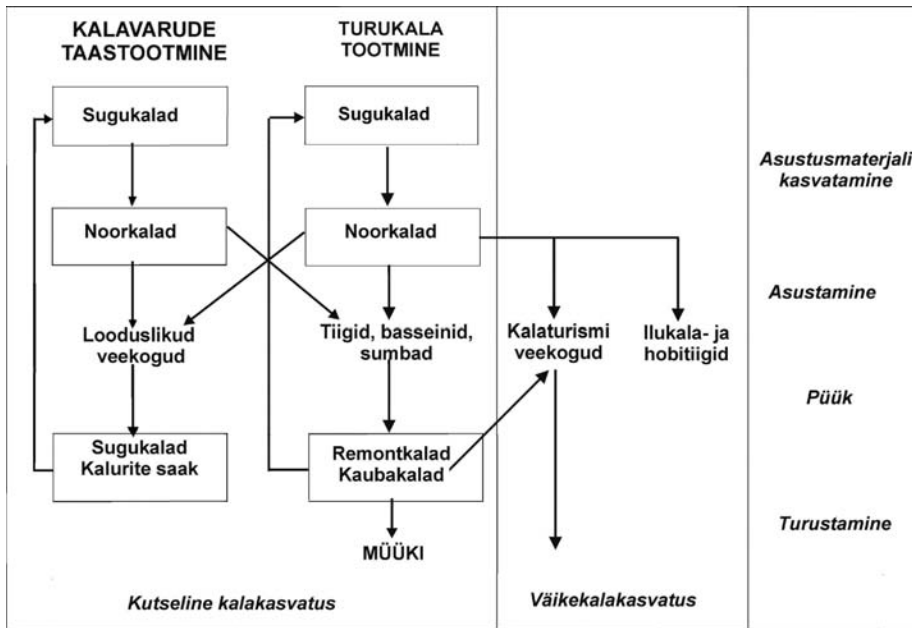 KALAVARUDE
TAASTOOTMINE
Sugukalad
Noorkalad
Looduslikud
veekogud
Sugukalad
Kalurite saak
TURUKALA
TOOTMINE
Sugukalad
Noorkalad
Tiigid, basseinid,
sumbad
Remontkalad
Kaubakalad
MÜÜKI
Kutseline kalakasvatus
Kalaturismi
veekogud
Ilukala- ja
hobitiigid
Väikekalakasvatus
Asustusmaterjali
kasvatamine
Asustamine
Püük
Turustamine